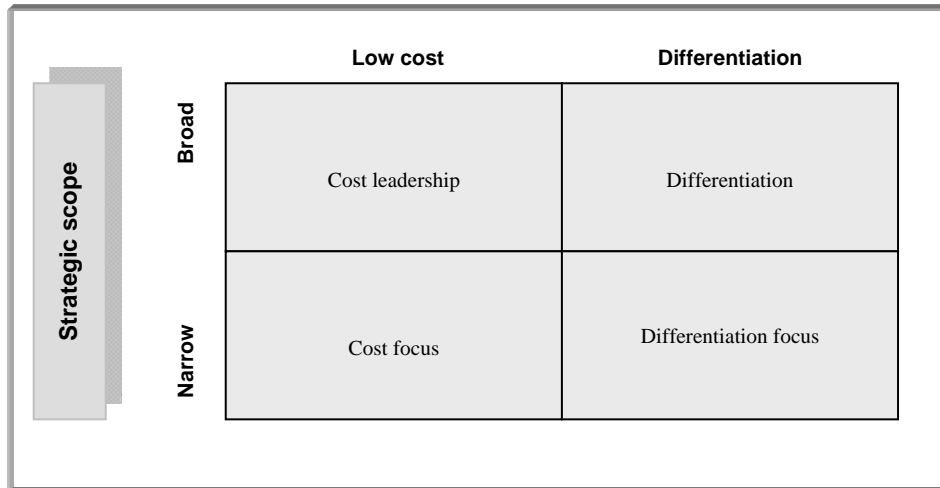 Low cost
Differentiation
Strategic scope
Broad
Cost leadership
Differentiation
Narrow
Cost focus
Differentiation focus